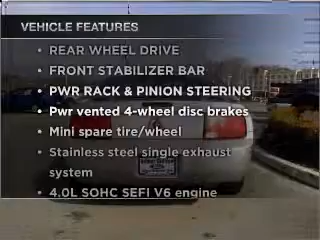 VEHICLE FEATURES
• REAR WHEEL DRIVE
• FRONT STABILIZER BAR
• PWR RACK & PINION STEERING
• Pwr vented 4-wheel disc brakes
• Mini spare tire/wheel
• Stainless steel single exhaust
system
• 4.0L SOHC SEFI V6 engine